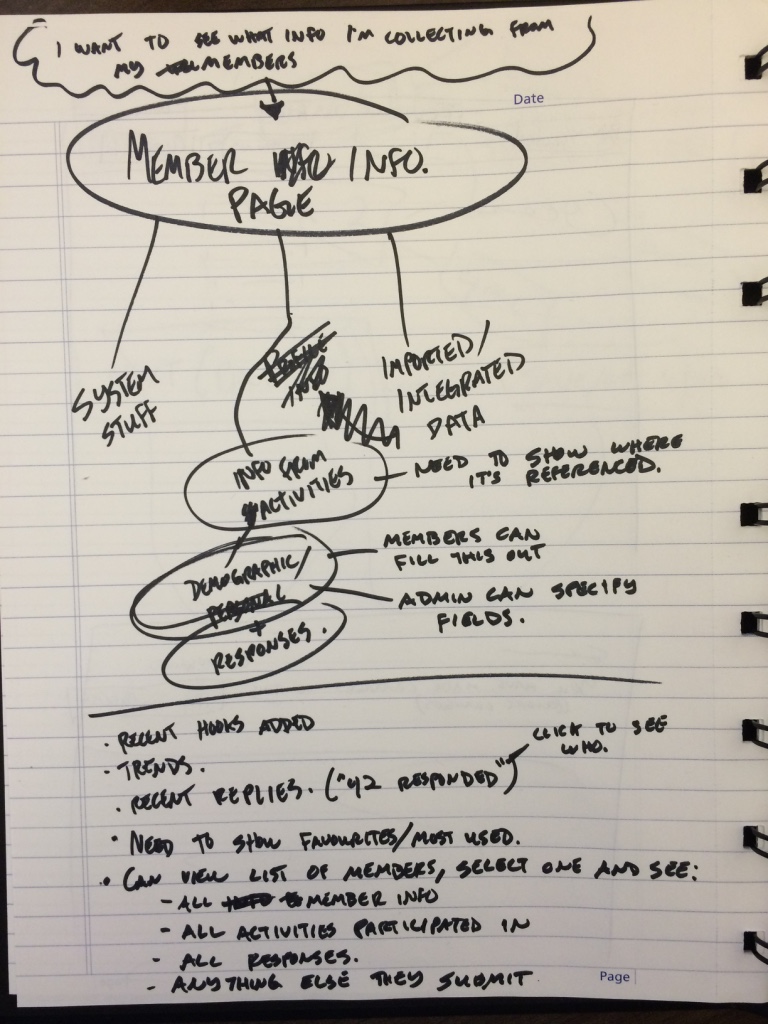 I WANT TO SEE WHAT INFO I'M COLLECTING FROM
MY MEMBERS
Date
MEMBER INFO.
PAGE
SYSTEM
STUFF
IMPORTED/
INTEGRATED
DATA
INFO FROM
ACTIVITIES
NEED TO SHOW WHERE
IT'S REFERENCED.
DEMOGRAPHIC/
PERSONAL
+
RESPONSES.
MEMBERS CAN
FILL THIS OUT
ADMIN CAN SPECIFY
FIELDS.
· RECENT HOOKS ADDED
· TRENDS.
· RECENT REPLIES. ("42 RESPONDED")
CLICK TO SEE
WHO.
· NEED TO SHOW FAVOURITES/MOST USED.
· CAN VIEW LIST OF MEMBERS, SELECT ONE AND SEE:
- ALL MEMBER INFO
- ALL ACTIVITIES PARTICIPATED IN
- ALL RESPONSES.
- ANYTHING ELSE THEY SUBMIT
Page